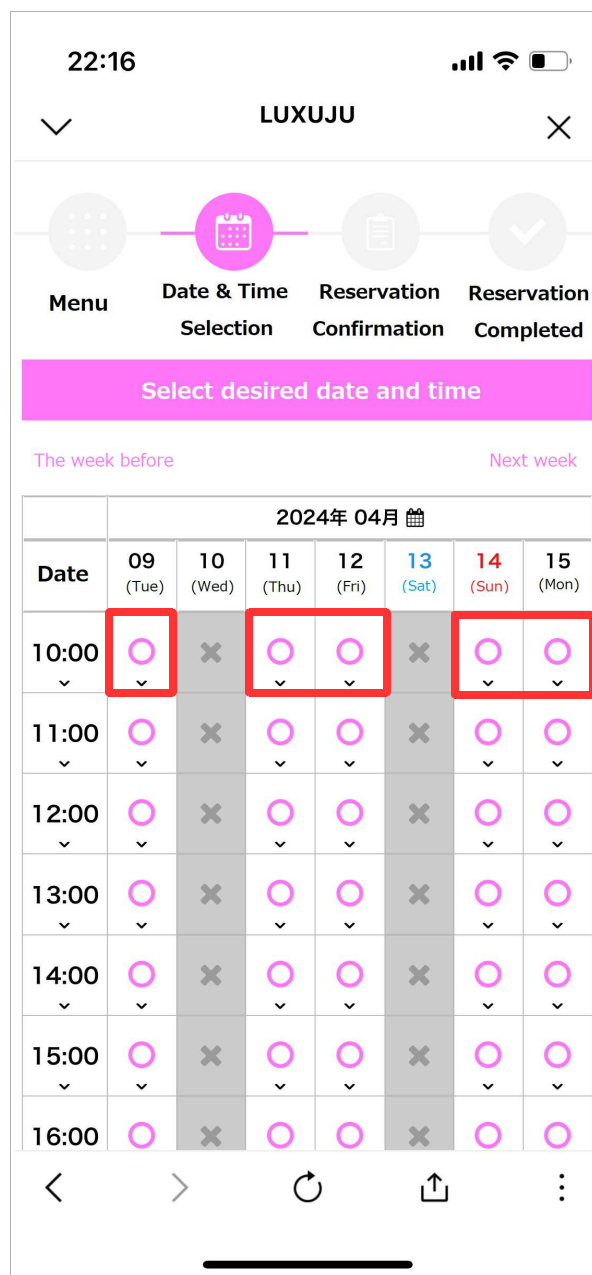 22:16
LUXUJU
Menu
Date & Time
Selection
Reservation
Confirmation
Reservation
Completed
Select desired date and time
The week before
Next week
2024年 04月
Date
09
(Tue)
10
(Wed)
11
(Thu)
12
(Fri)
13
(Sat)
14
(Sun)
15
(Mon)
10:00
11:00
12:00
13:00
14:00
15:00
16:00